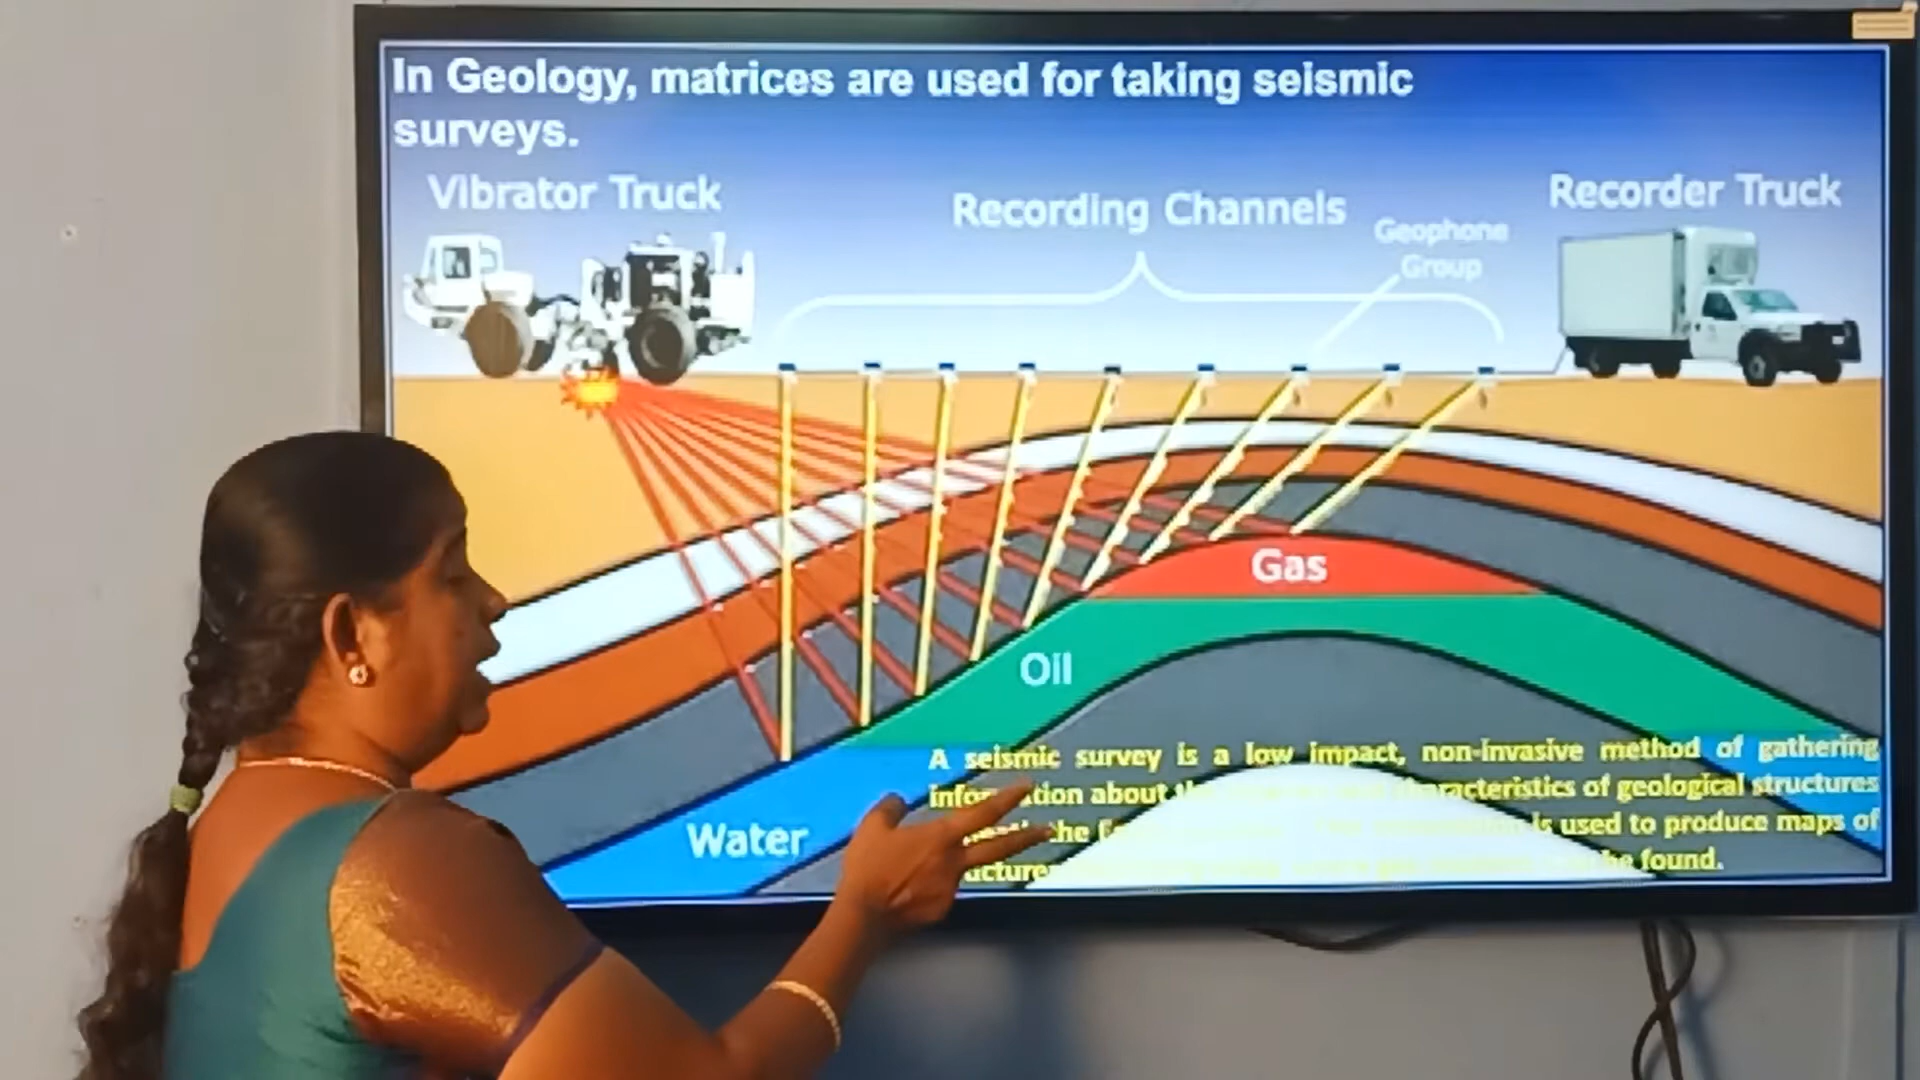 In Geology, matrices are used for taking seismic
surveys.
Vibrator Truck
Recording Channels
Geophone
Group
Recorder Truck
Gas
Oil
Water
A seismic survey is a low impact, non-invasive method of gathering
about characteristics of geological structures
the is used to produce maps of
be found.